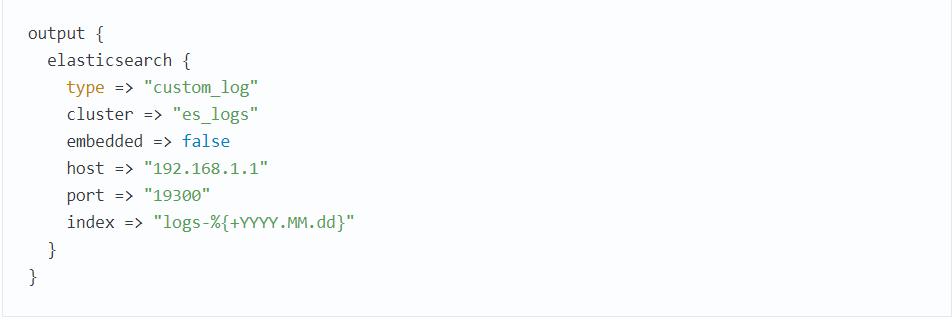 output {
  elasticsearch {
    type => "custom_log"
    cluster => "es_logs"
    embedded => false
    host => "192.168.1.1"
    port => "19300"
    index => "logs-%{+YYYY.MM.dd}"
  }
}